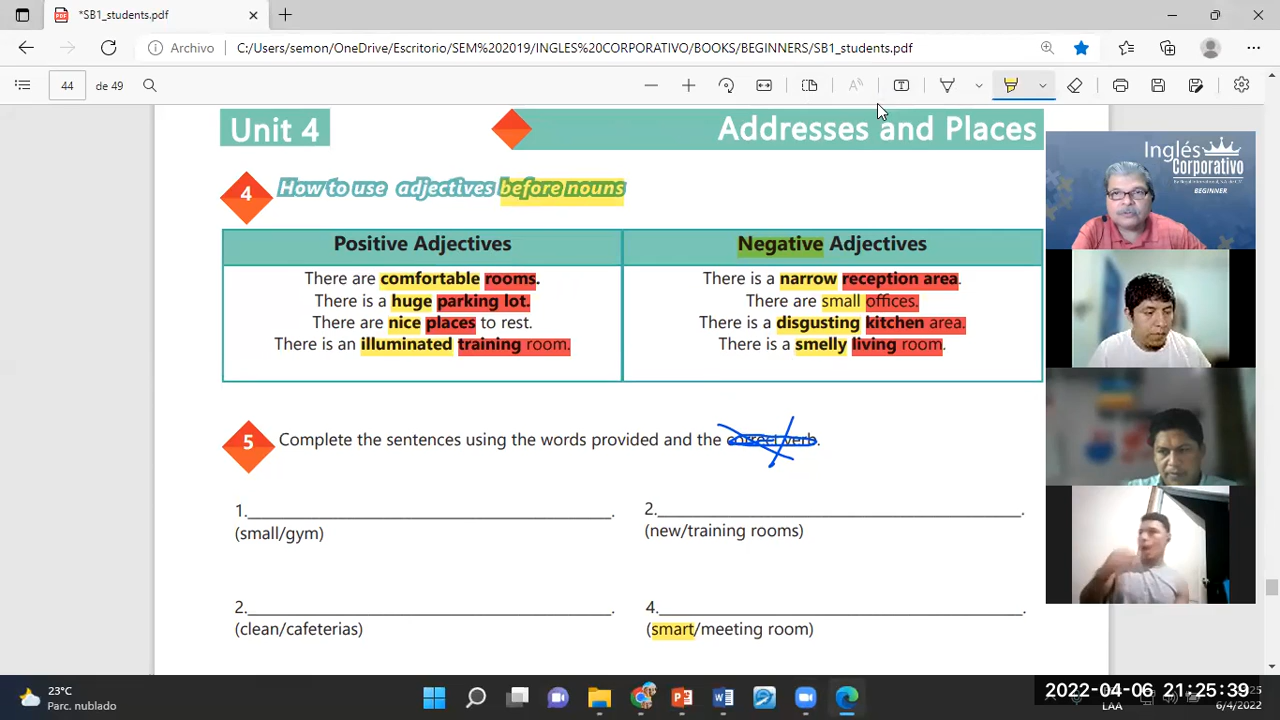 *SB1_students.pdf
Archivo
C:/Users/semon/OneDrive/Escritorio/SEM%202019/INGLES%20CORPORATIVO/BOOKS/BEGINNERS/SB1_students.pdf
44 de 49
Unit 4
Addresses and Places
4 How to use adjectives before nouns
Positive Adjectives
There are comfortable rooms.
There is a huge parking lot.
There are nice places to rest.
There is an illuminated training room.
Negative Adjectives
There is a narrow reception area.
There are small offices.
There is a disgusting kitchen area.
There is a smelly living room.
5 Complete the sentences using the words provided and the correct verb.
1.______________________________.
(small/gym)
2.______________________________.
(new/training rooms)
2.______________________________.
(clean/cafeterias)
4.______________________________.
(smart/meeting room)
Inglés
Corporativo
BEGINNER
23°C
Parc. nublado
2022-04-06 21:25:39
LAA
6/4/2022